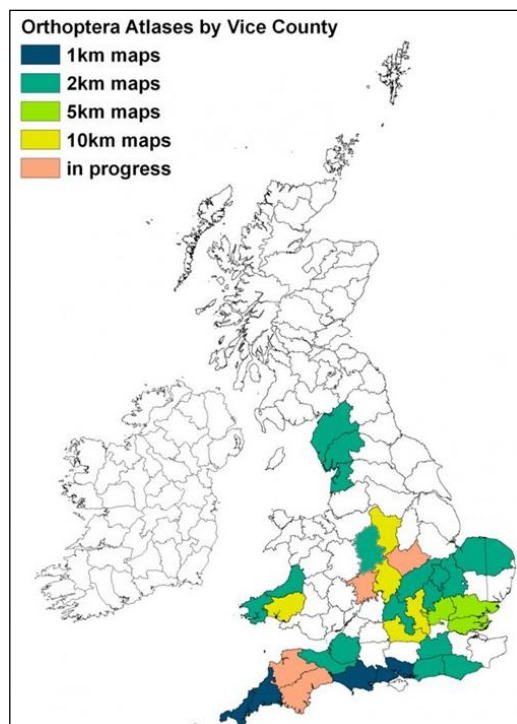 Orthoptera Atlases by Vice County
1km maps
2km maps
5km maps
10km maps
in progress